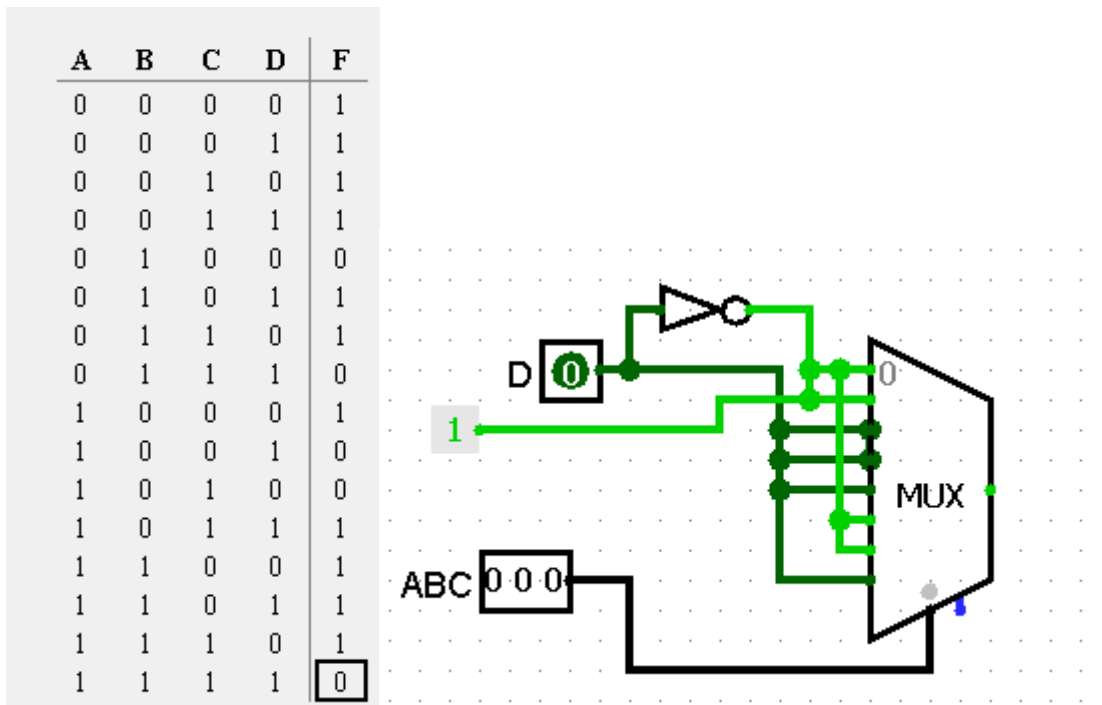 A B C D F
0 0 0 0 1
0 0 0 1 1
0 0 1 0 1
0 0 1 1 1
0 1 0 0 0
0 1 0 1 1
0 1 1 0 1
0 1 1 1 0
1 0 0 0 1
1 0 0 1 0
1 0 1 0 0
1 0 1 1 1
1 1 0 0 1
1 1 0 1 1
1 1 1 0 1
1 1 1 1 0
D 0 0
1
MUX
ABC 0 0 0